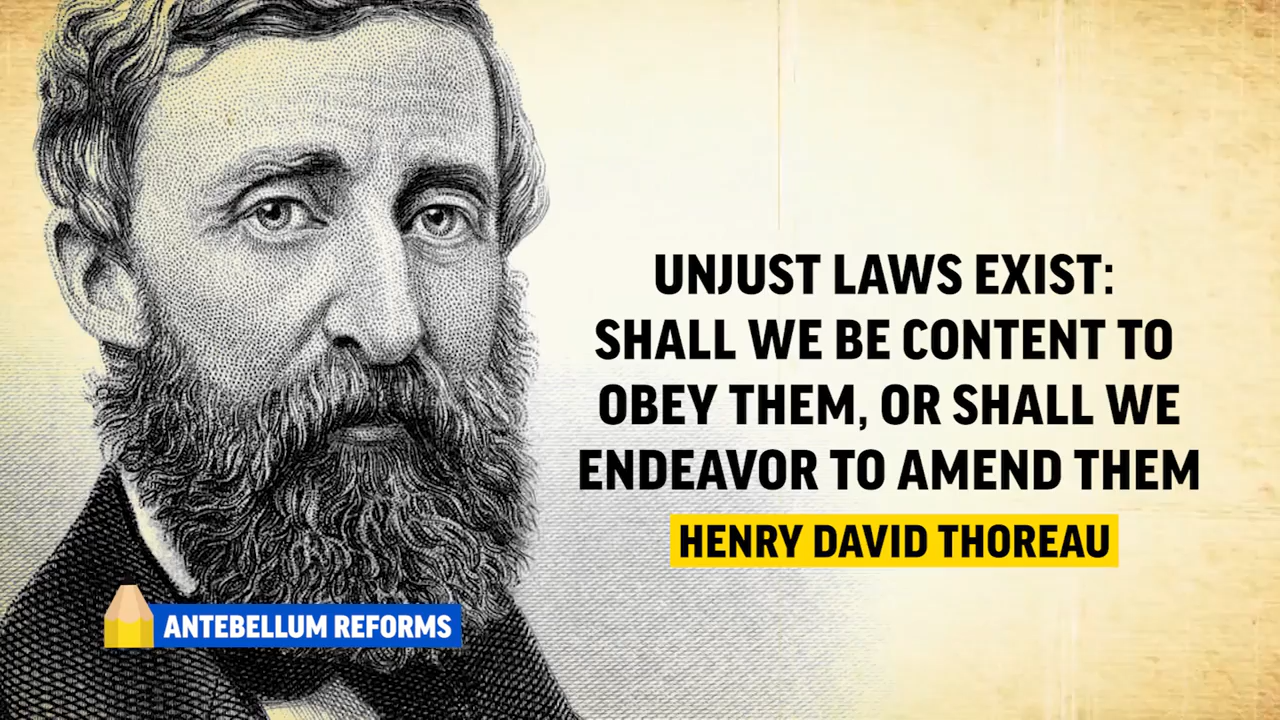 UNJUST LAWS EXIST:
SHALL WE BE CONTENT TO
OBEY THEM, OR SHALL WE
ENDEAVOR TO AMEND THEM
HENRY DAVID THOREAU
ANTEBELLUM REFORMS